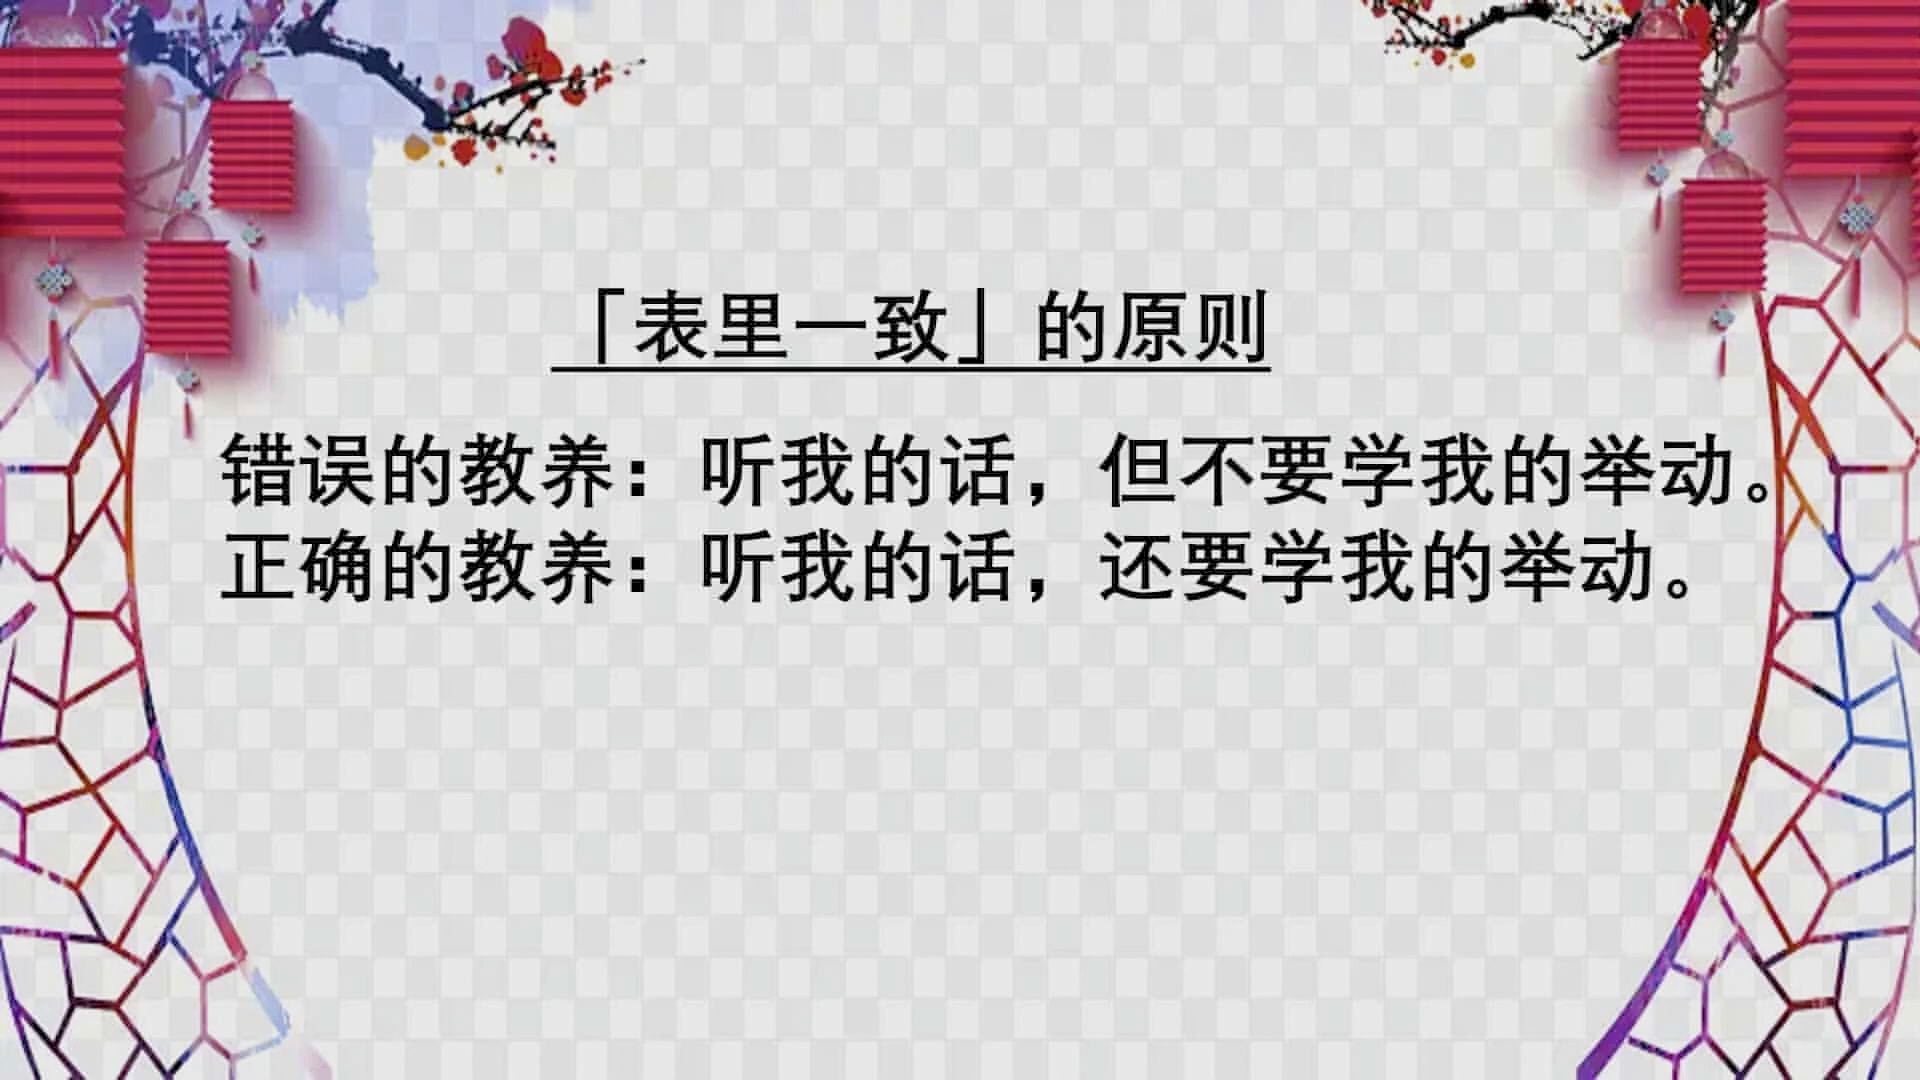 「表里一致」的原则
错误的教养：听我的话，但不要学我的举动。
正确的教养：听我的话，还要学我的举动。